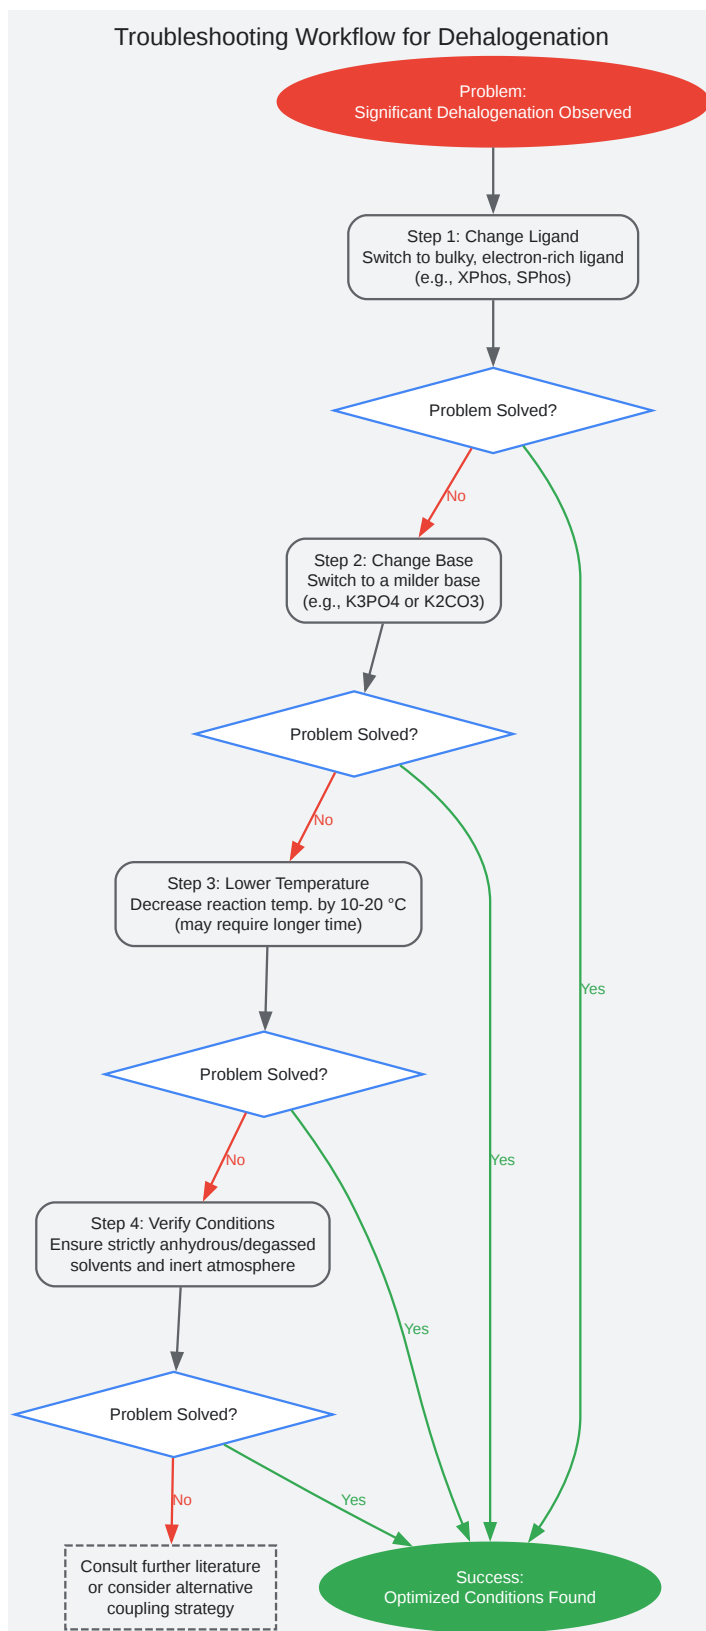 Troubleshooting Workflow for Dehalogenation
Problem:
Significant Dehalogenation Observed
Step 1: Change Ligand
Switch to bulky, electron-rich ligand
(e.g., XPhos, SPhos)
Problem Solved?
No
Step 2: Change Base
Switch to a milder base
(e.g., K3PO4 or K2CO3)
Problem Solved?
No
Step 3: Lower Temperature
Decrease reaction temp. by 10-20 °C
(may require longer time)
Yes
Problem Solved?
No
Yes
Step 4: Verify Conditions
Ensure strictly anhydrous/degassed
solvents and inert atmosphere
Yes
Problem Solved?
No
Yes
Consult further literature
or consider alternative
coupling strategy
Success:
Optimized Conditions Found